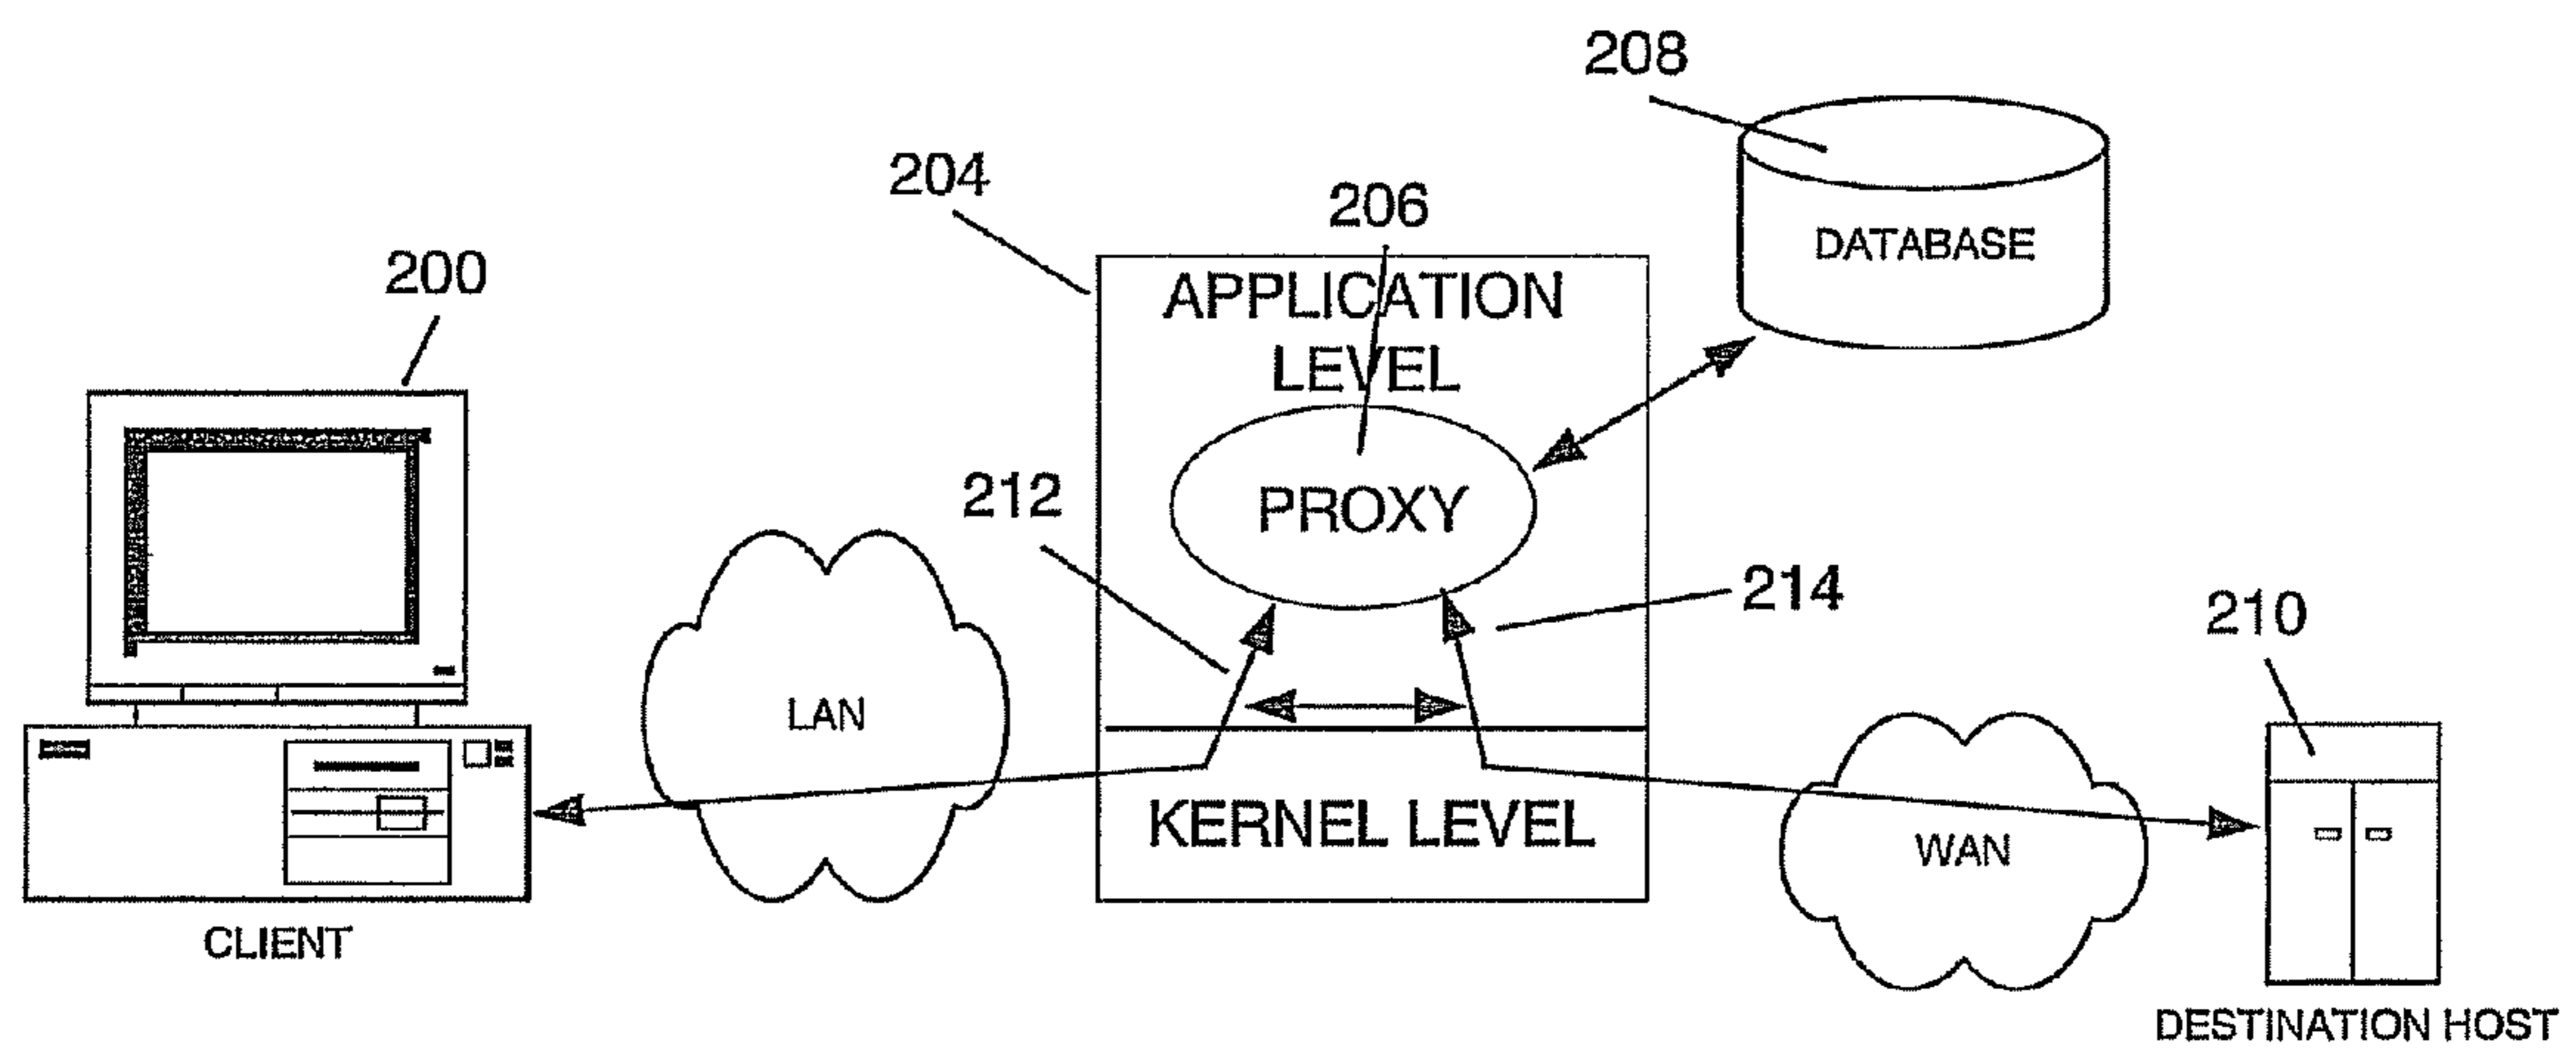 208
204
206
200
DATABASE
APPLICATION
LEVEL
212
PROXY
214
210
LAN
KERNEL LEVEL
WAN
CLIENT
DESTINATION HOST